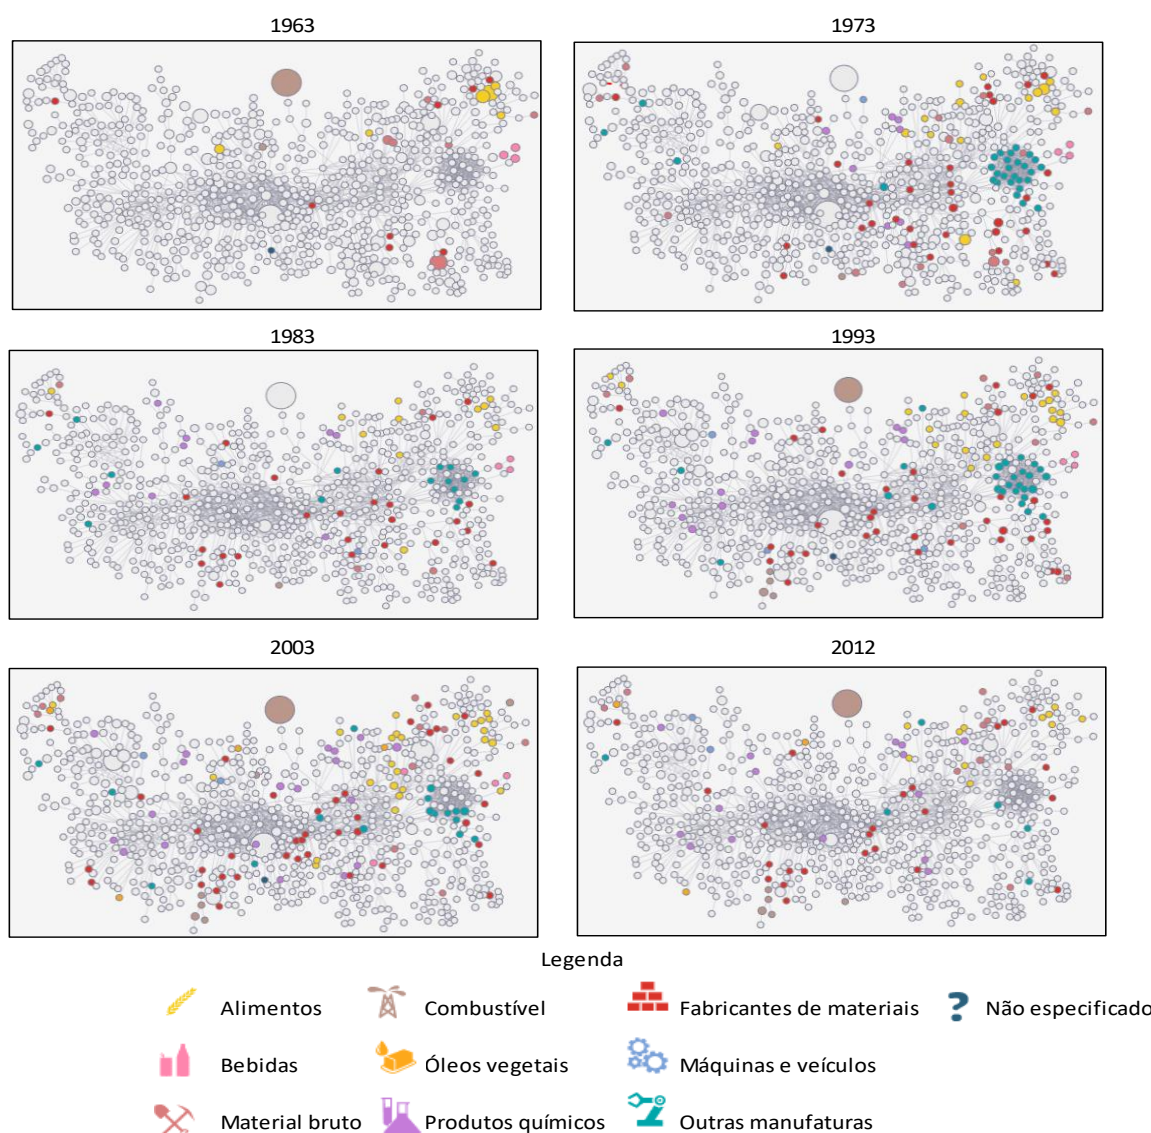 1963 1973
1983 1993
2003 2012
Legenda
Alimentos Combustível Fabricantes de materiais ? Não especificado
Bebidas Óleos vegetais Máquinas e veículos
Material bruto Produtos químicos Outras manufaturas